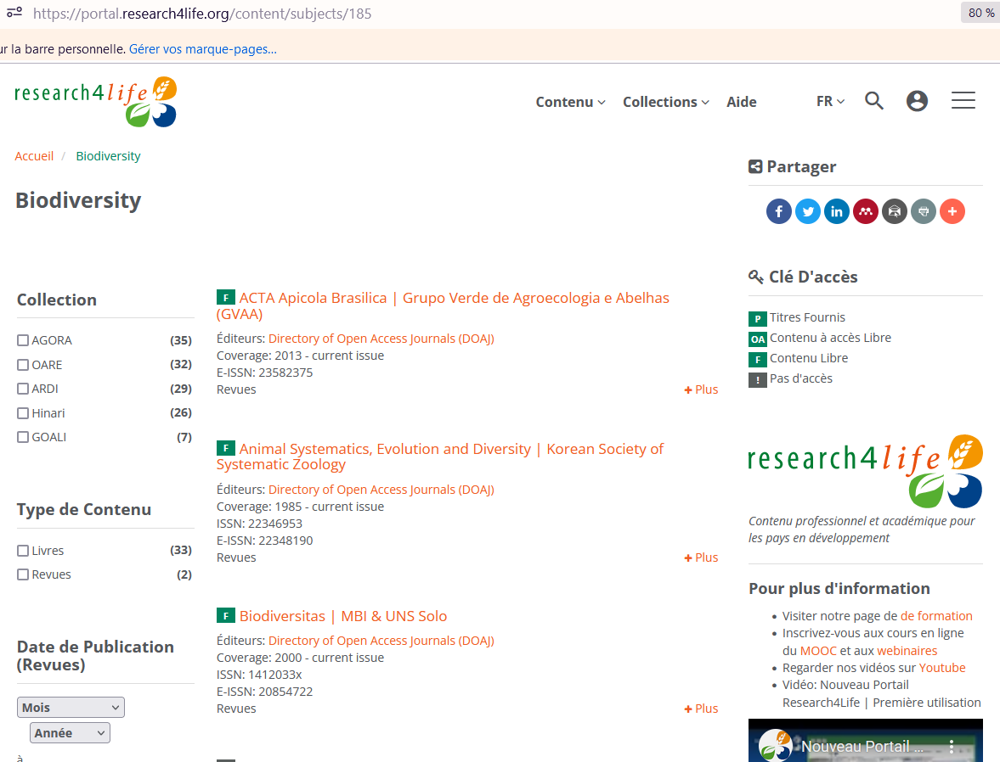 https://portal.research4life.org/content/subjects/185
80 %
ur la barre personnelle. Gérer vos marque-pages…
research4life
Contenu
Collections
Aide
FR
Accueil / Biodiversity
Biodiversity
Collection
AGORA (35)
OARE (32)
ARDI (29)
Hinari (26)
GOALI (7)
Type de Contenu
Livres (33)
Revues (2)
Date de Publication
(Revues)
Mois
Année
à
F ACTA Apicola Brasilica | Grupo Verde de Agroecologia e Abelhas
(GVAA)
Éditeurs: Directory of Open Access Journals (DOAJ)
Coverage: 2013 - current issue
E-ISSN: 23582375
Revues
+ Plus
F Animal Systematics, Evolution and Diversity | Korean Society of
Systematic Zoology
Éditeurs: Directory of Open Access Journals (DOAJ)
Coverage: 1985 - current issue
ISSN: 22346953
E-ISSN: 22348190
Revues
+ Plus
F Biodiversitas | MBI & UNS Solo
Éditeurs: Directory of Open Access Journals (DOAJ)
Coverage: 2000 - current issue
ISSN: 1412033x
E-ISSN: 20854722
Revues
+ Plus
Partager
Clé D'accès
P Titres Fournis
OA Contenu à accès Libre
F Contenu Libre
! Pas d'accès
research4life
Contenu professionnel et académique pour
les pays en développement
Pour plus d'information
• Visiter notre page de de formation
• Inscrivez-vous aux cours en ligne
du MOOC et aux webinaires
• Regarder nos vidéos sur Youtube
• Vidéo: Nouveau Portail
Research4Life | Première utilisation
Nouveau Portail ...